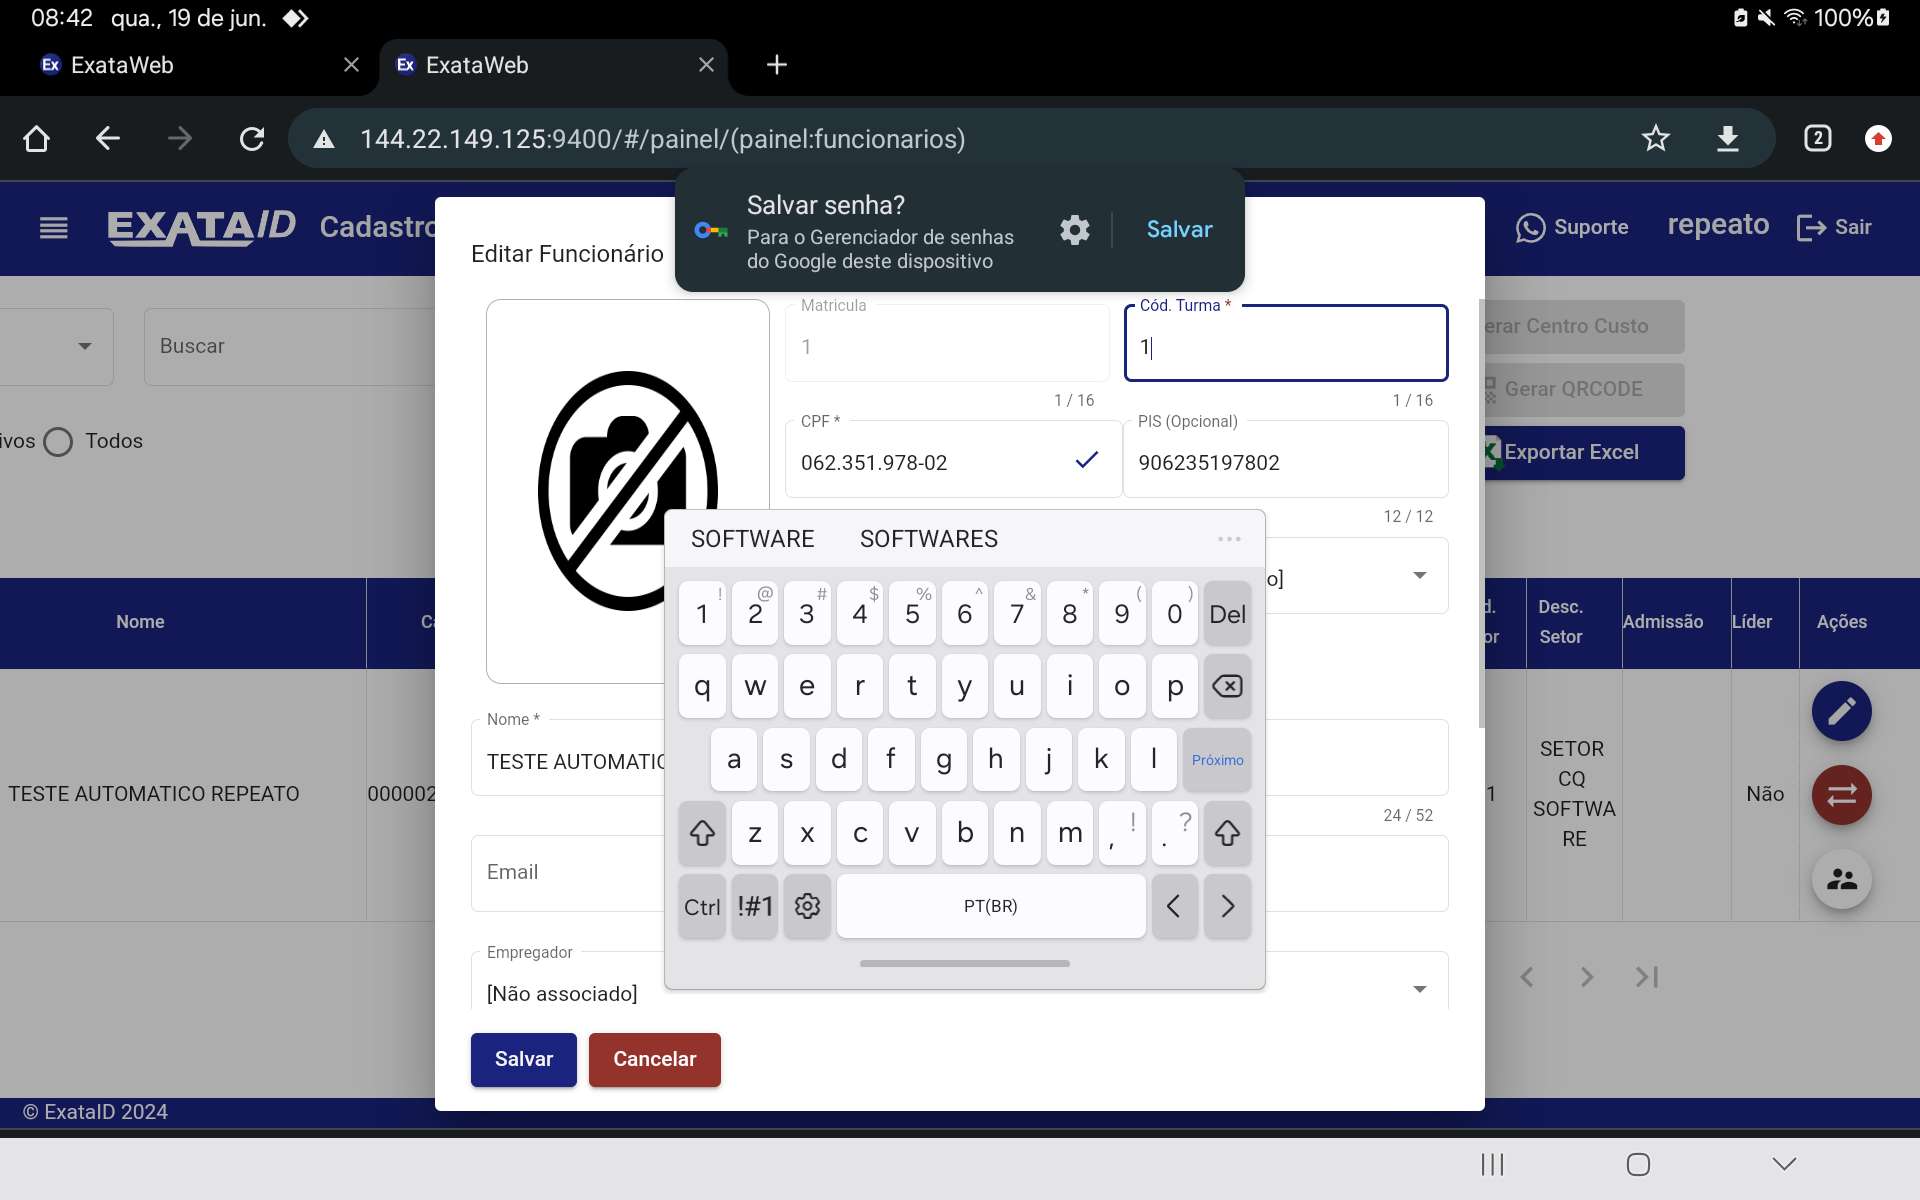 08:42 qua., 19 de jun.
100%
Ex ExataWeb
Ex ExataWeb
144.22.149.125:9400/#/painel/(painel:funcionarios)
2
EXATAID Cadastro
Suporte
repeato
Sair
Salvar senha?
Para o Gerenciador de senhas
do Google deste dispositivo
Salvar
Editar Funcionário
Buscar
ivos
Todos
Matricula
1
1 / 16
Cód. Turma *
1
1 / 16
CPF *
062.351.978-02
PIS (Opcional)
906235197802
12 / 12
o]
erar Centro Custo
Gerar QRCODE
Exportar Excel
SOFTWARE SOFTWARES
! @ # $ % ^ & * ( )
1 2 3 4 5 6 7 8 9 0 Del
q w e r t y u i o p
a s d f g h j k l Próximo
z x c v b n m , ! . ?
Ctrl !#1 PT(BR)
Nome
Ca
d.
or
Desc.
Setor
Admissão
Líder
Ações
TESTE AUTOMATICO REPEATO
000002
1
SETOR
CQ
SOFTWA
RE
Não
Nome *
TESTE AUTOMATIC
24 / 52
Email
Empregador
[Não associado]
Salvar
Cancelar
© ExataID 2024